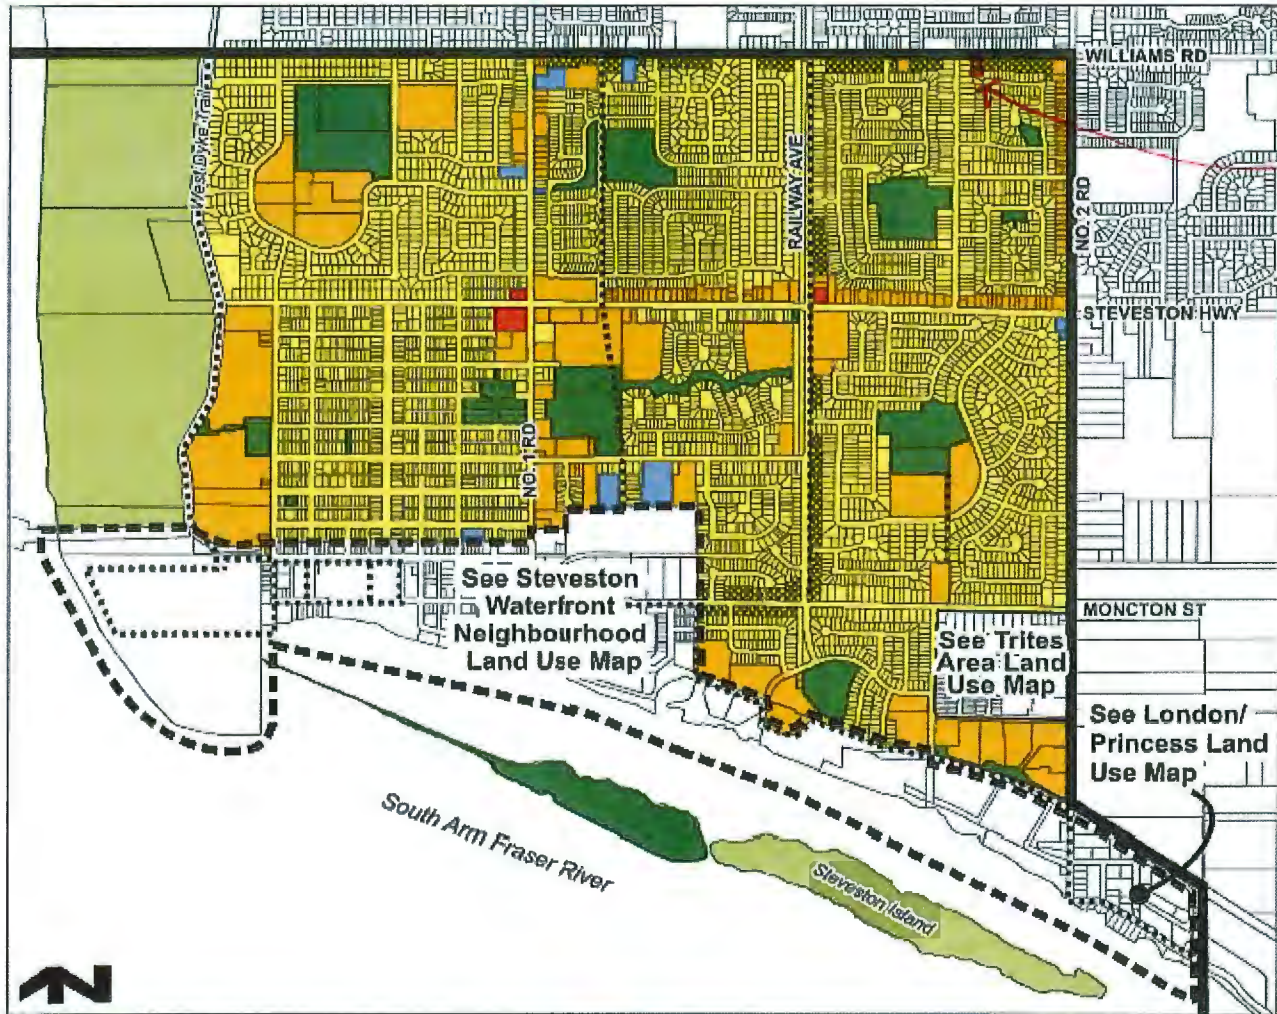 WILLIAMS RD
West Dyke Trail
RAILWAY AVE
NO. 2 RD
STEVESTON HWY
NO. 1 RD
See Steveston
Waterfront
Neighbourhood
Land Use Map
MONCTON ST
See Trites
Area Land
Use Map
See London/
Princess Land
Use Map
South Arm Fraser River
Steveston Island
N